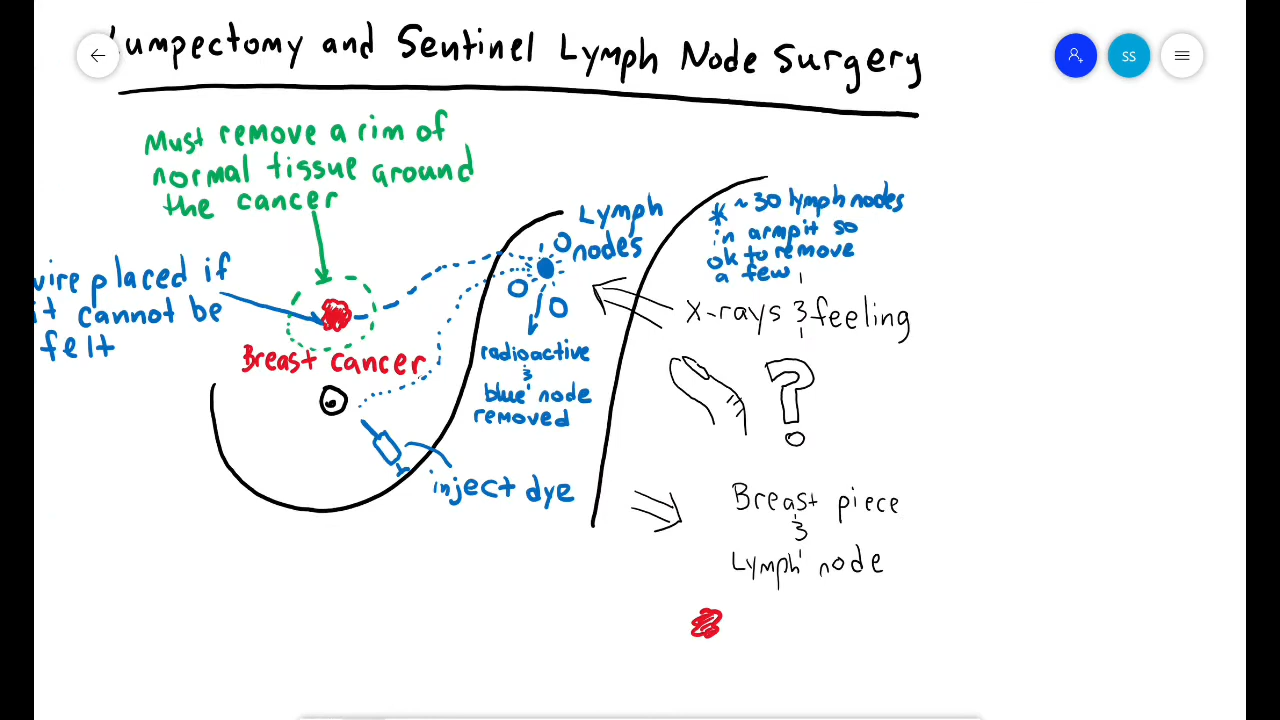 Lumpectomy and Sentinel Lymph Node Surgery
SS
Must remove a rim of
normal tissue around
the cancer
wire placed if
it cannot be
felt
Breast cancer
Lymph
nodes
radioactive
&
blue node
removed
inject dye
* ~30 lymph nodes
in armpit so
ok to remove
a few
X-rays & feeling
?
Breast piece
&
Lymph node